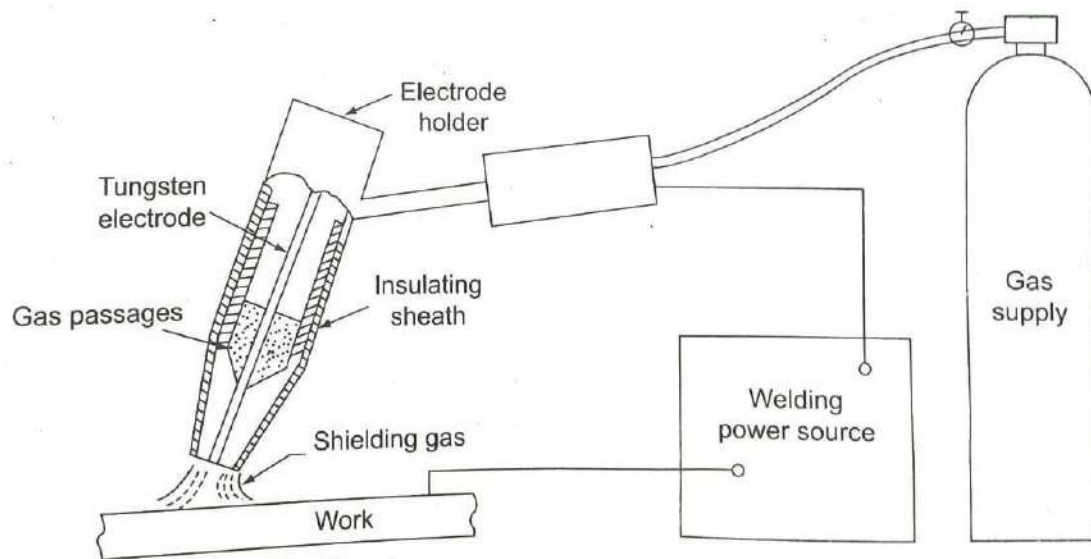 Electrode
holder
Tungsten
electrode
Insulating
sheath
Gas passages
Gas
supply
Welding
power source
Shielding gas
Work